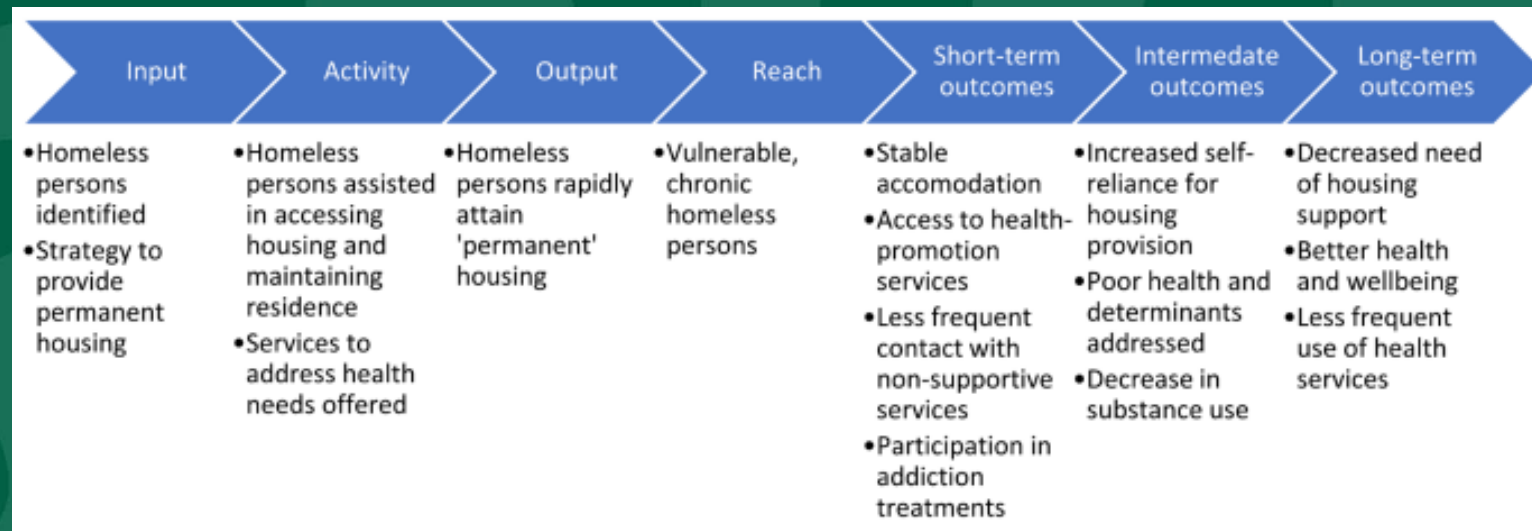 Input
Activity
Output
Reach
Short-term
outcomes
Intermedate
outcomes
Long-term
outcomes
•Homeless
persons
identified
•Strategy to
provide
permanent
housing
•Homeless
persons assisted
in accessing
housing and
maintaining
residence
•Services to
address health
needs offered
•Homeless
persons rapidly
attain
'permanent'
housing
•Vulnerable,
chronic
homeless
persons
•Stable
accomodation
•Access to health-
promotion
services
•Less frequent
contact with
non-supportive
services
•Participation in
addiction
treatments
•Increased self-
reliance for
housing
provision
•Poor health and
determinants
addressed
•Decrease in
substance use
•Decreased need
of housing
support
•Better health
and wellbeing
•Less frequent
use of health
services